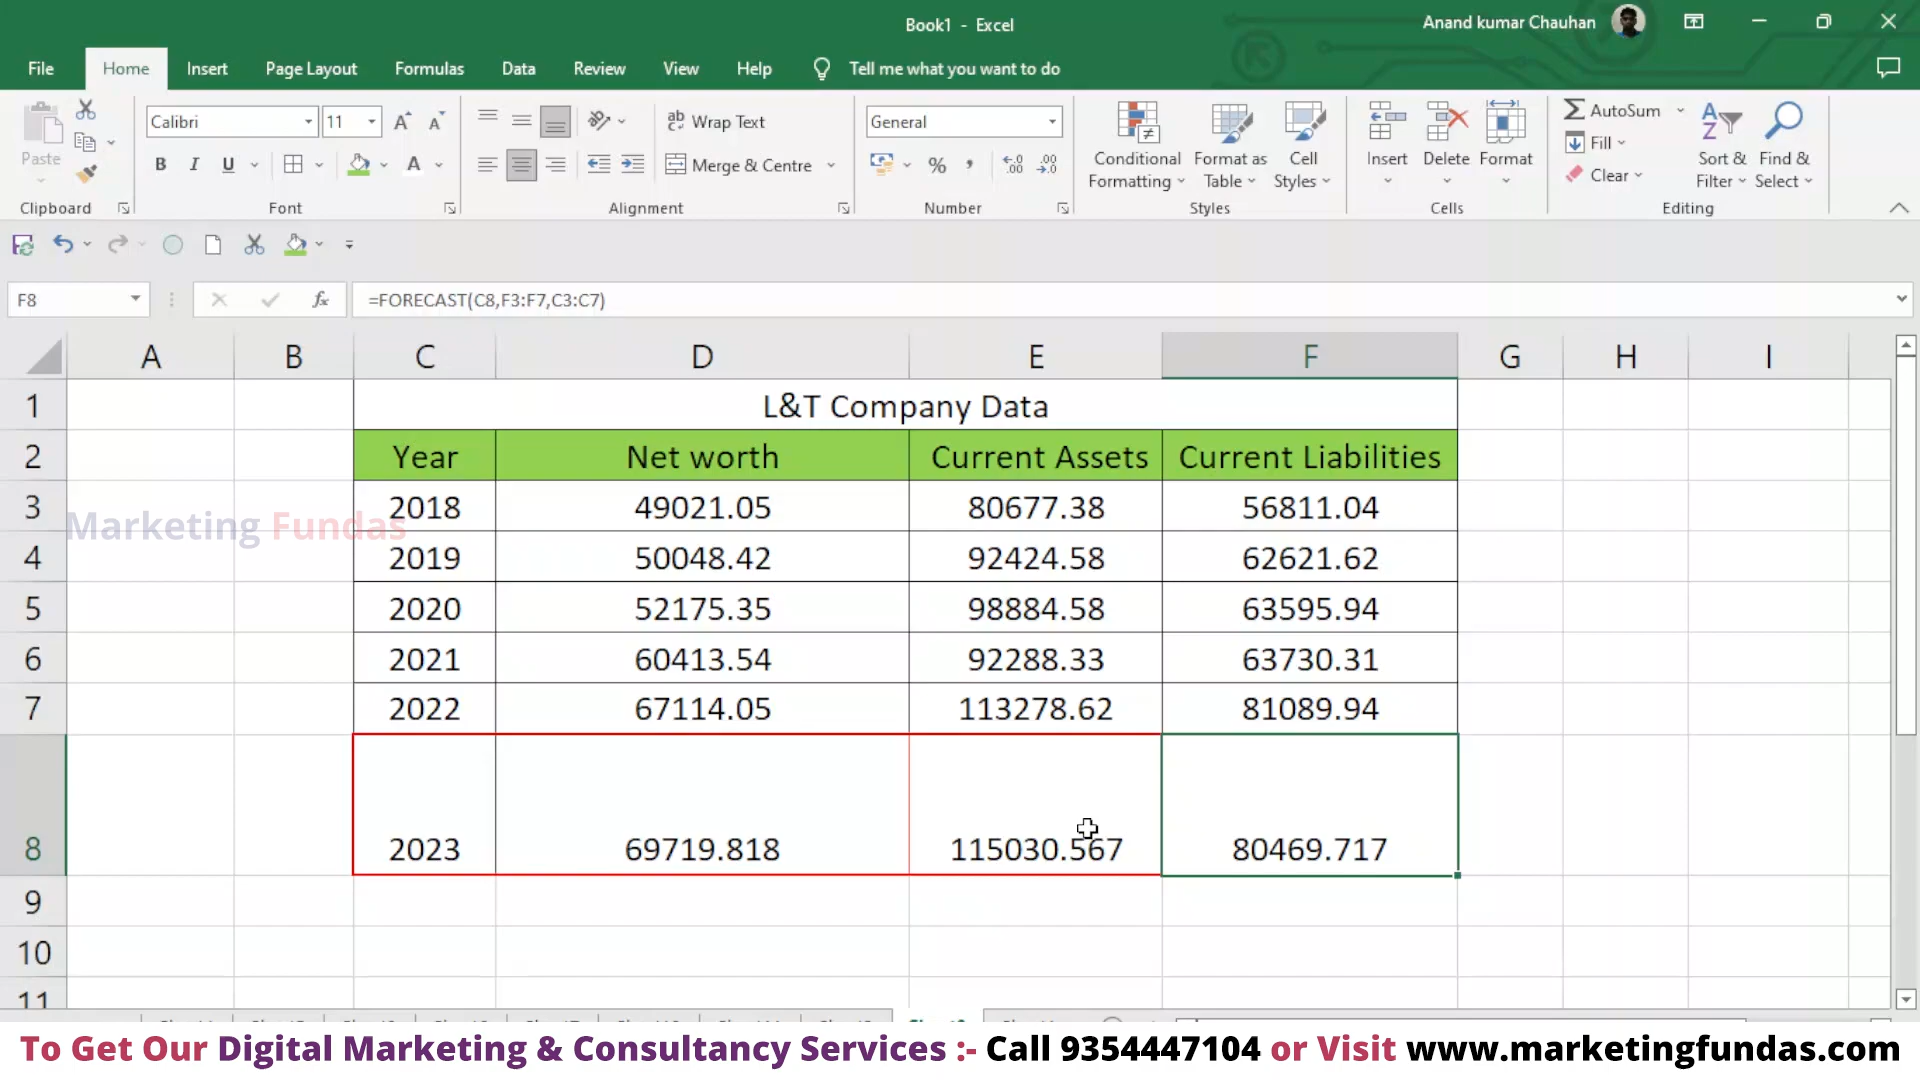 Book1 - Excel
Anand kumar Chauhan
File Home Insert Page Layout Formulas Data Review View Help Tell me what you want to do
Paste
Calibri 11
B I U A
ab Wrap Text
Merge & Centre
General
%
Conditional Formatting
Format as Table
Cell Styles
Insert
Delete
Format
AutoSum
Fill
Clear
Sort & Filter
Find & Select
Clipboard Font Alignment Number Styles Cells Editing
F8 fx =FORECAST(C8,F3:F7,C3:C7)
A B C D E F G H I
1 L&T Company Data
2 Year Net worth Current Assets Current Liabilities
3 2018 49021.05 80677.38 56811.04
Marketing Fundas
4 2019 50048.42 92424.58 62621.62
5 2020 52175.35 98884.58 63595.94
6 2021 60413.54 92288.33 63730.31
7 2022 67114.05 113278.62 81089.94
8 2023 69719.818 115030.567 80469.717
9
10
11
To Get Our Digital Marketing & Consultancy Services :- Call 9354447104 or Visit www.marketingfundas.com